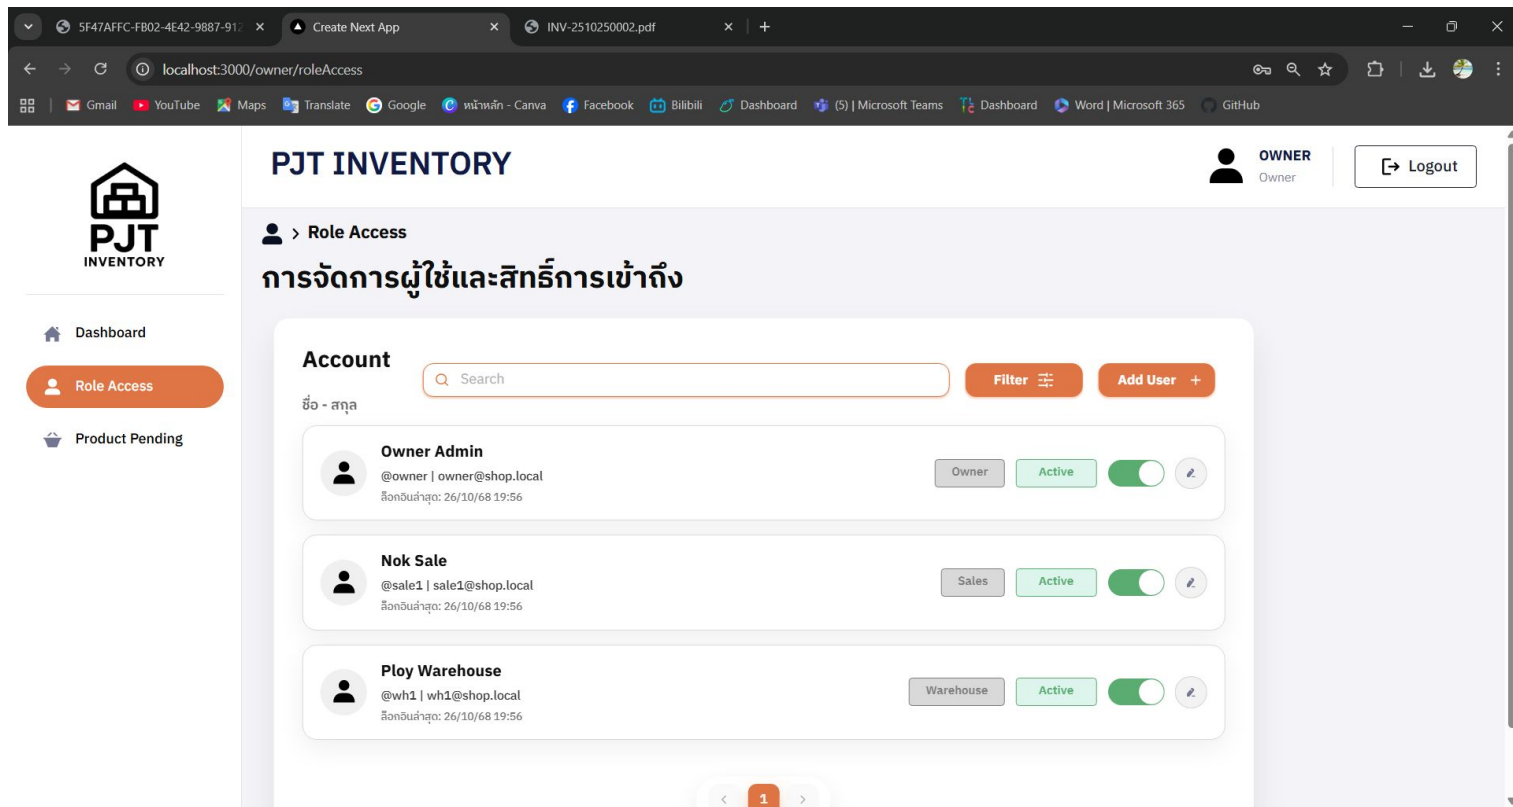 5F47AFFC-FB02-4E42-9887-912
Create Next App
INV-2510250002.pdf
localhost:3000/owner/roleAccess
Gmail YouTube Maps Translate Google หน้าหลัก - Canva Facebook Bilibili Dashboard (5) | Microsoft Teams Dashboard Word | Microsoft 365 GitHub
PJT
INVENTORY
PJT INVENTORY
OWNER
Owner
Logout
Dashboard
Role Access
Product Pending
> Role Access
การจัดการผู้ใช้และสิทธิ์การเข้าถึง
Account
Search
Filter
Add User +
ชื่อ - สกุล
Owner Admin
@owner | owner@shop.local
ล็อกอินล่าสุด: 26/10/68 19:56
Owner
Active
Nok Sale
@sale1 | sale1@shop.local
ล็อกอินล่าสุด: 26/10/68 19:56
Sales
Active
Ploy Warehouse
@wh1 | wh1@shop.local
ล็อกอินล่าสุด: 26/10/68 19:56
Warehouse
Active
< 1 >